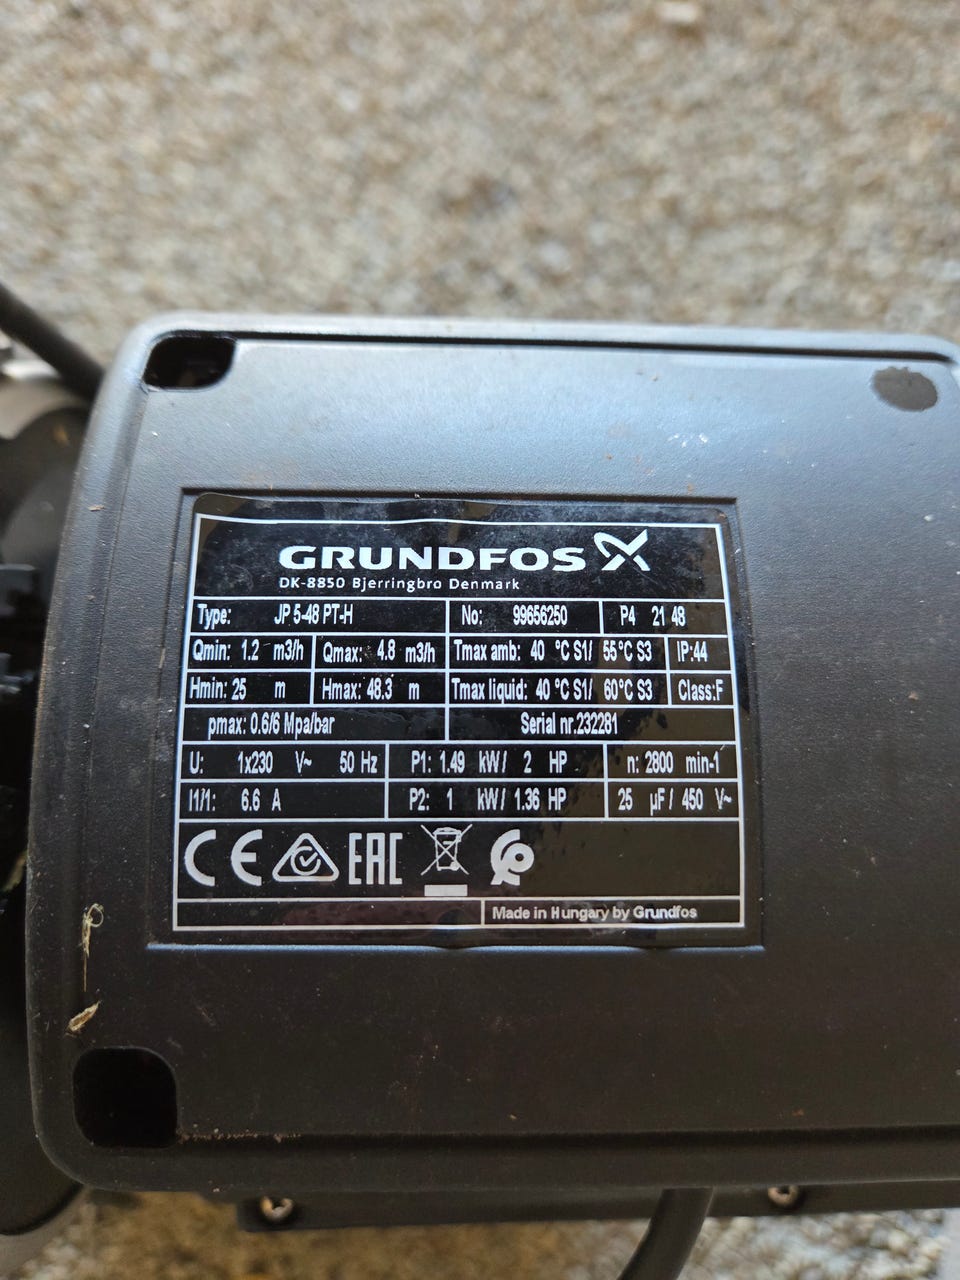 GRUNDFOS
DK-8850 Bjerringbro Denmark
Type: JP 5-48 PT-H No: 99656250 P4 21 48
Qmin: 1.2 m3/h Qmax: 4.8 m3/h Tmax amb: 40 °C S1/ 55°C S3 IP:44
Hmin: 25 m Hmax: 48.3 m Tmax liquid: 40 °C S1/ 60°C S3 Class:F
pmax: 0.6/6 Mpa/bar Serial nr.232281
U: 1x230 V~ 50 Hz P1: 1.49 kW/ 2 HP n: 2800 min-1
I1/1: 6.6 A P2: 1 kW/ 1.36 HP 25 µF/ 450 V~
CE EAC
Made in Hungary by Grundfos